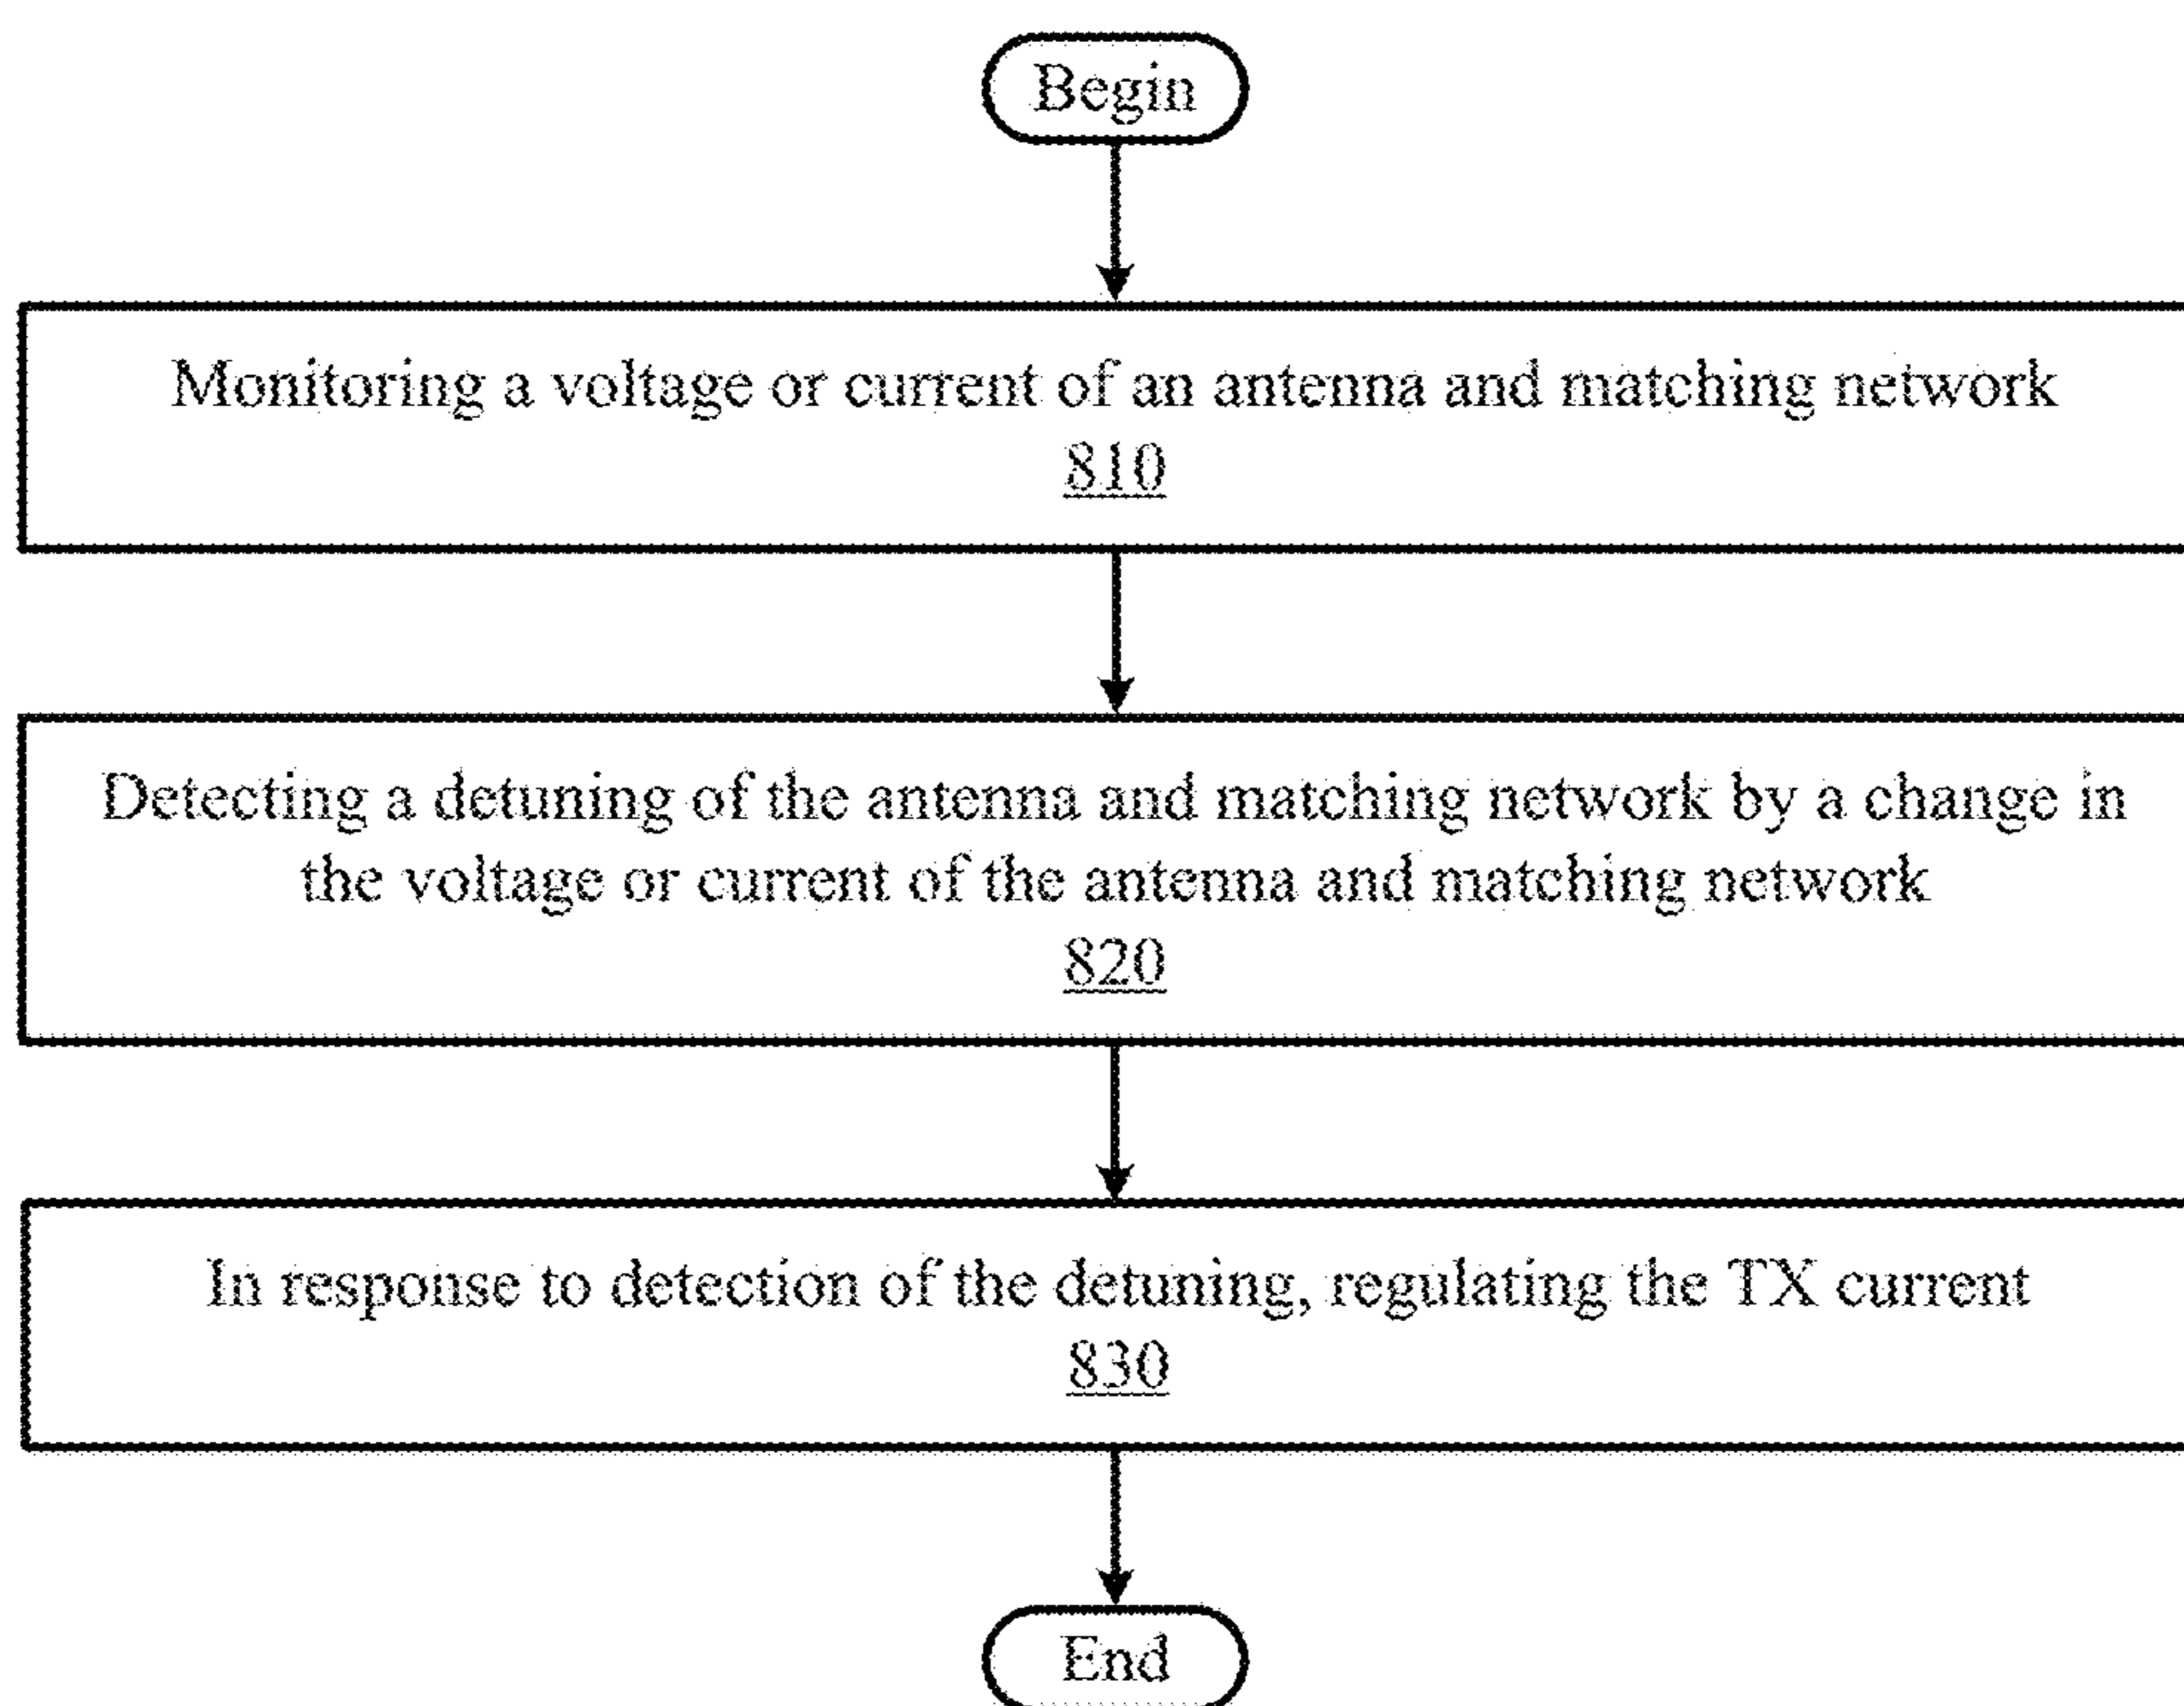 Begin
Monitoring a voltage or current of an antenna and matching network
810
Detecting a detuning of the antenna and matching network by a change in
the voltage or current of the antenna and matching network
820
In response to detection of the detuning, regulating the TX current
830
End